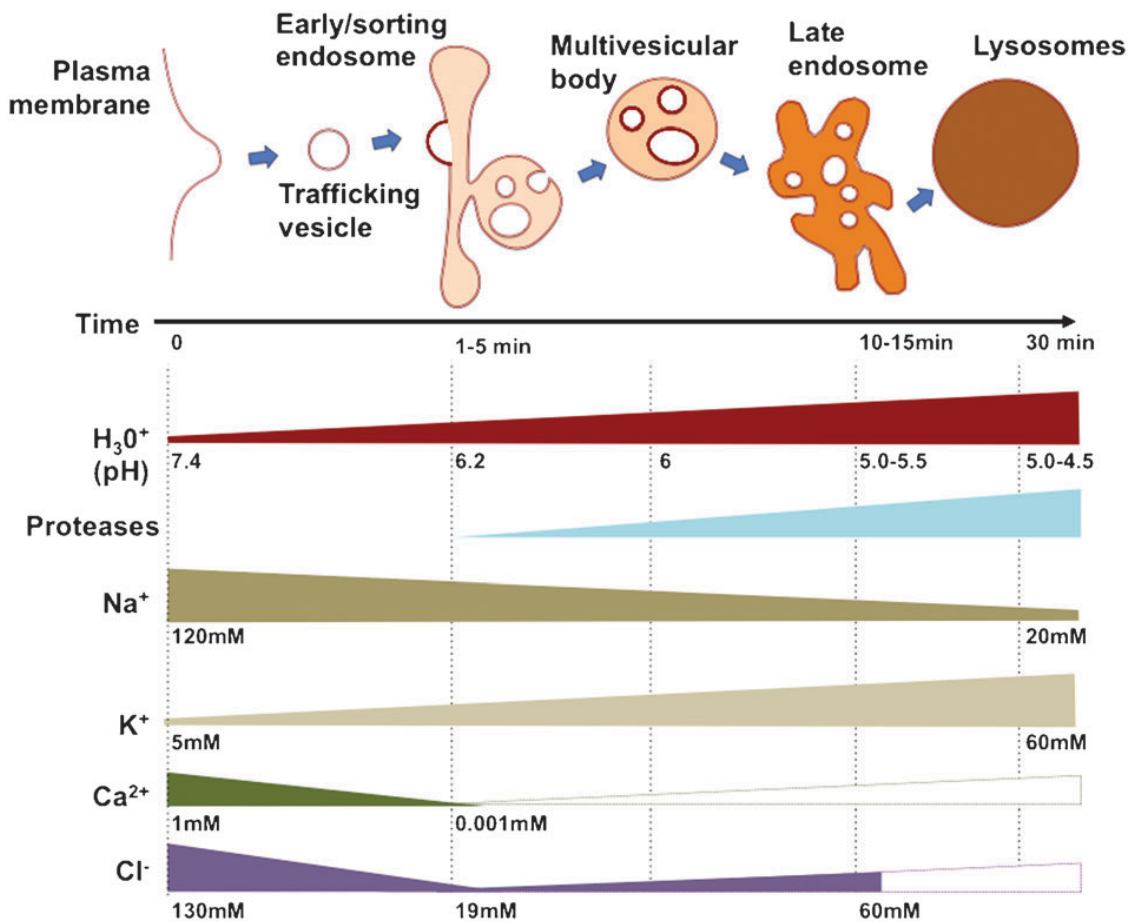 Plasma
membrane
Early/sorting
endosome
Trafficking
vesicle
Multivesicular
body
Late
endosome
Lysosomes
Time
0
1-5 min
10-15min
30 min
H₃0⁺
(pH)
7.4
6.2
6
5.0-5.5
5.0-4.5
Proteases
Na⁺
120mM
20mM
K⁺
5mM
60mM
Ca²⁺
1mM
0.001mM
Cl⁻
130mM
19mM
60mM